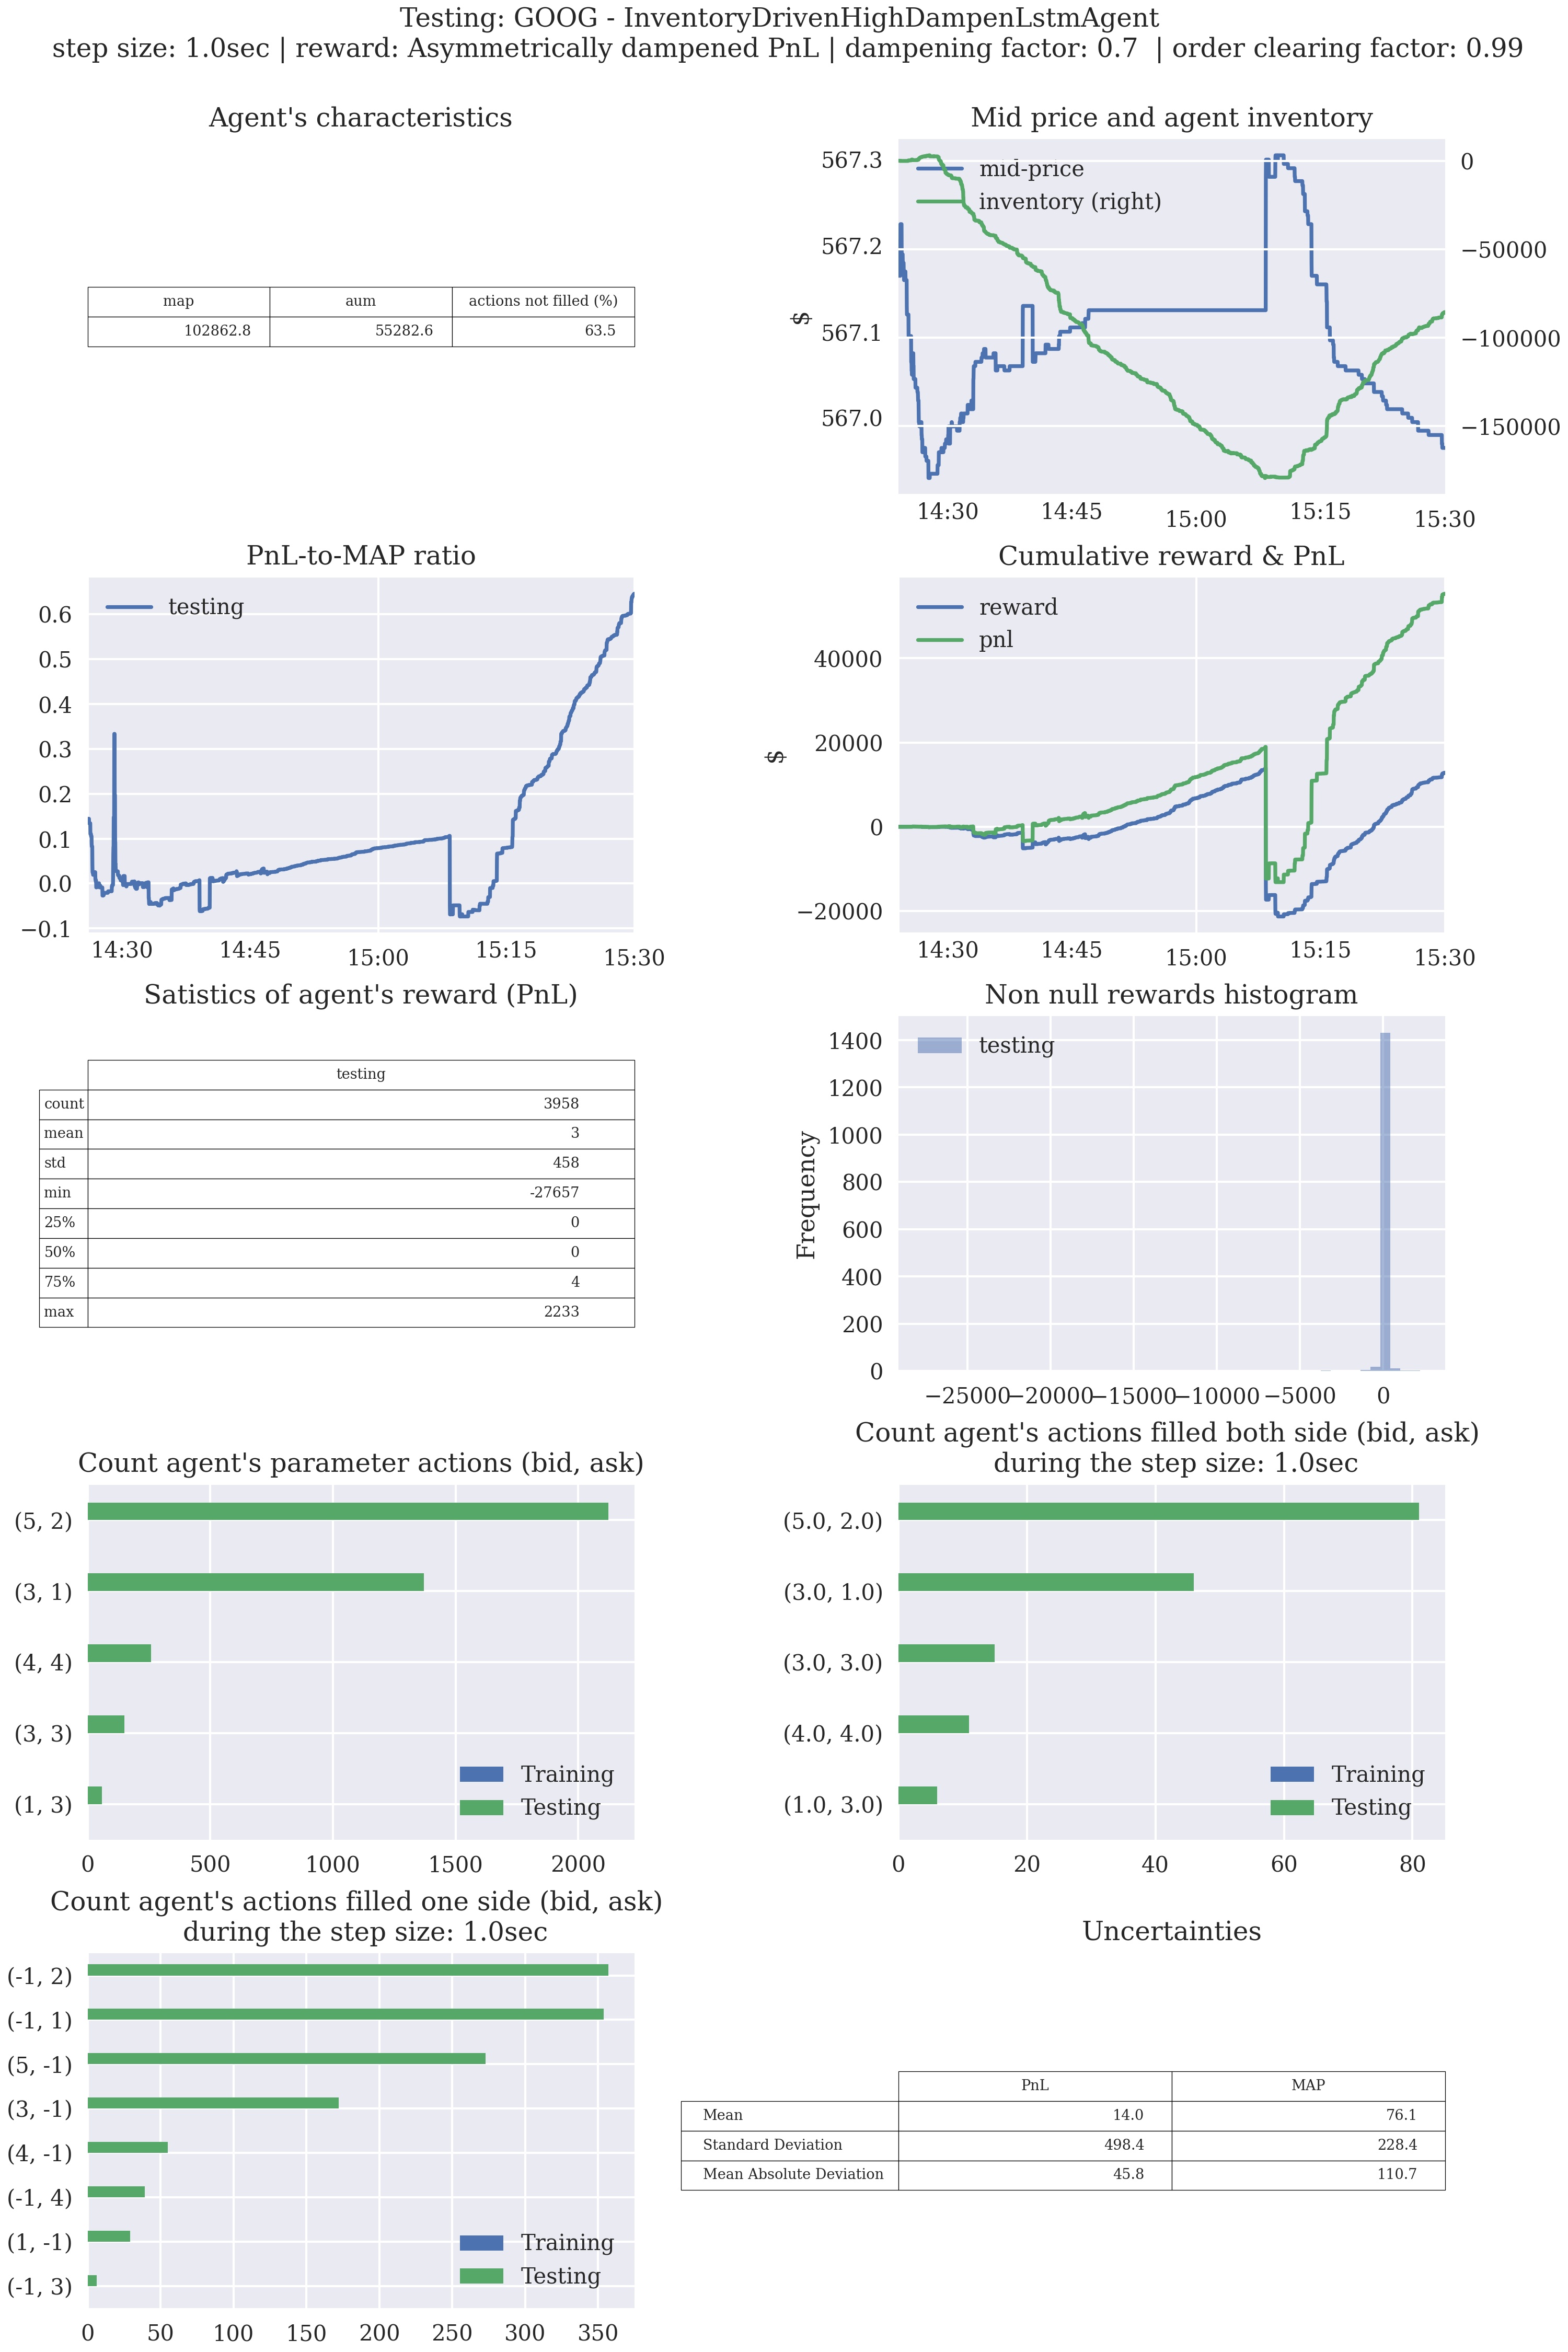 Testing: GOOG - InventoryDrivenHighDampenLstmAgent
step size: 1.0sec | reward: Asymmetrically dampened PnL | dampening factor: 0.7 | order clearing factor: 0.99
Agent's characteristics
map aum actions not filled (%)
102862.8 55282.6 63.5
Mid price and agent inventory
mid-price
inventory (right)
$
567.3
567.2
567.1
567.0
0
−50000
−100000
−150000
14:30 14:45 15:00 15:15 15:30
PnL-to-MAP ratio
testing
0.6
0.5
0.4
0.3
0.2
0.1
0.0
−0.1
14:30 14:45 15:00 15:15 15:30
Cumulative reward & PnL
reward
pnl
$
40000
20000
0
−20000
14:30 14:45 15:00 15:15 15:30
Satistics of agent's reward (PnL)
testing
count 3958
mean 3
std 458
min -27657
25% 0
50% 0
75% 4
max 2233
Non null rewards histogram
testing
Frequency
1400
1200
1000
800
600
400
200
0
−25000 −20000 −15000 −10000 −5000 0
Count agent's parameter actions (bid, ask)
(5, 2)
(3, 1)
(4, 4)
(3, 3)
(1, 3)
Training
Testing
0 500 1000 1500 2000
Count agent's actions filled both side (bid, ask)
during the step size: 1.0sec
(5.0, 2.0)
(3.0, 1.0)
(3.0, 3.0)
(4.0, 4.0)
(1.0, 3.0)
Training
Testing
0 20 40 60 80
Count agent's actions filled one side (bid, ask)
during the step size: 1.0sec
(-1, 2)
(-1, 1)
(5, -1)
(3, -1)
(4, -1)
(-1, 4)
(1, -1)
(-1, 3)
Training
Testing
0 50 100 150 200 250 300 350
Uncertainties
PnL MAP
Mean 14.0 76.1
Standard Deviation 498.4 228.4
Mean Absolute Deviation 45.8 110.7